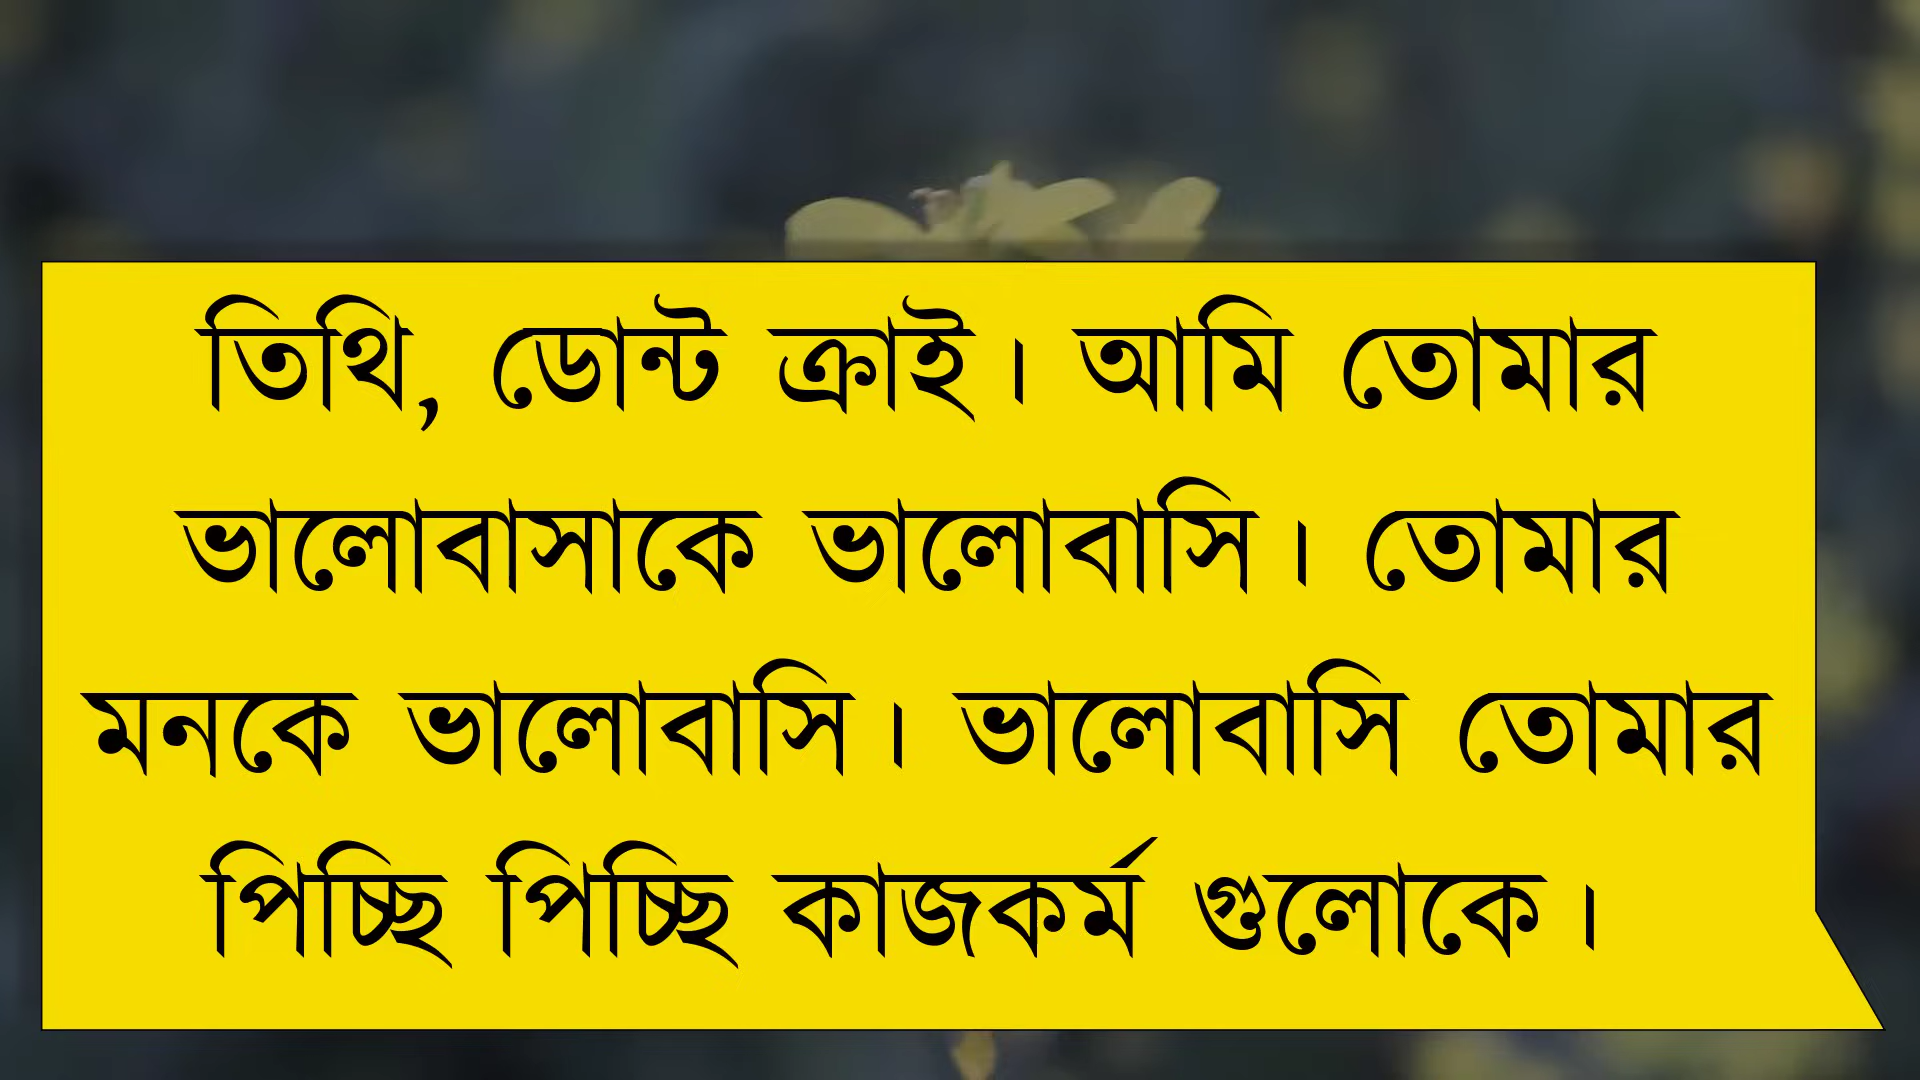 তিথি, ডোন্ট ক্রাই। আমি তোমার
ভালোবাসাকে ভালোবাসি। তোমার
মনকে ভালোবাসি। ভালোবাসি তোমার
পিচ্ছি পিচ্ছি কাজকর্ম গুলোকে।